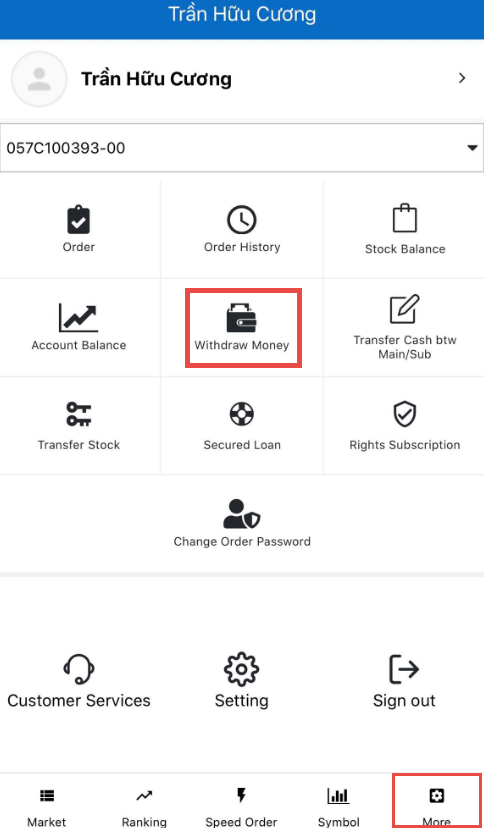 Trần Hữu Cương
Trần Hữu Cương
057C100393-00
Order
Order History
Stock Balance
Account Balance
Withdraw Money
Transfer Cash btw
Main/Sub
Transfer Stock
Secured Loan
Rights Subscription
Change Order Password
Customer Services
Setting
Sign out
Market
Ranking
Speed Order
Symbol
More